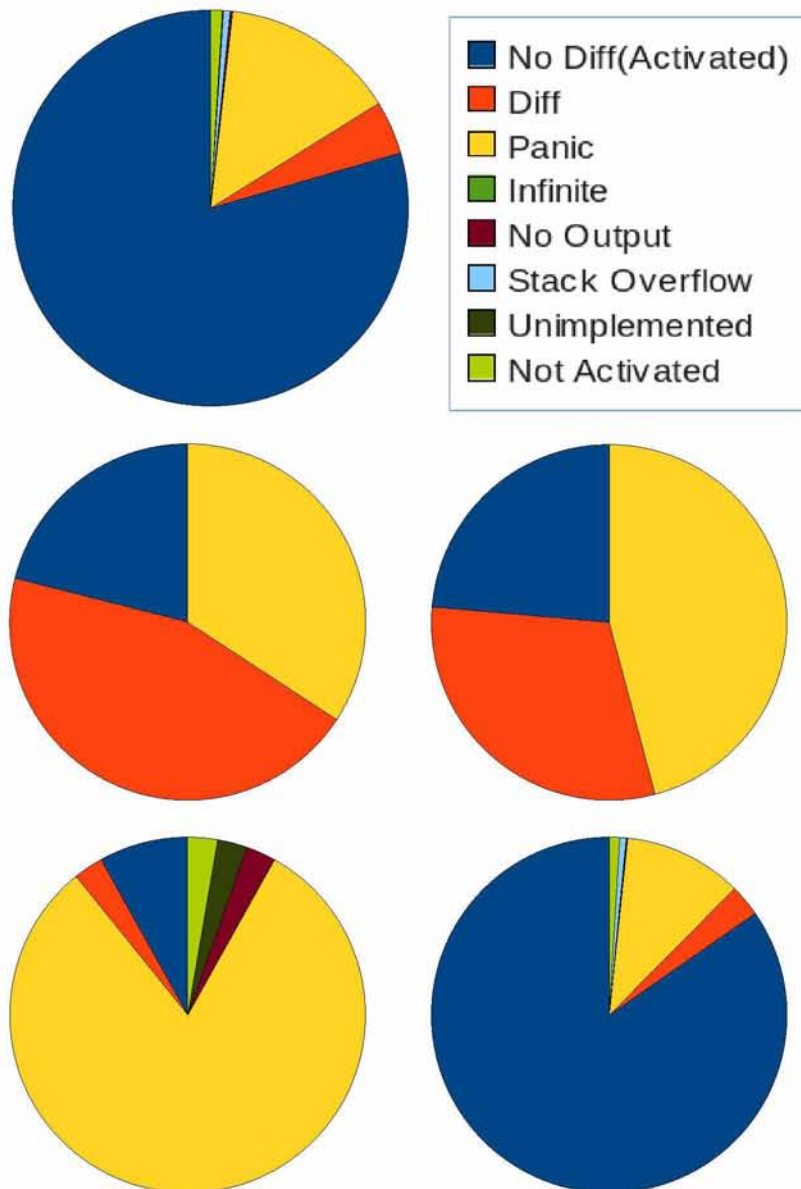 No Diff(Activated)
Diff
Panic
Infinite
No Output
Stack Overflow
Unimplemented
Not Activated